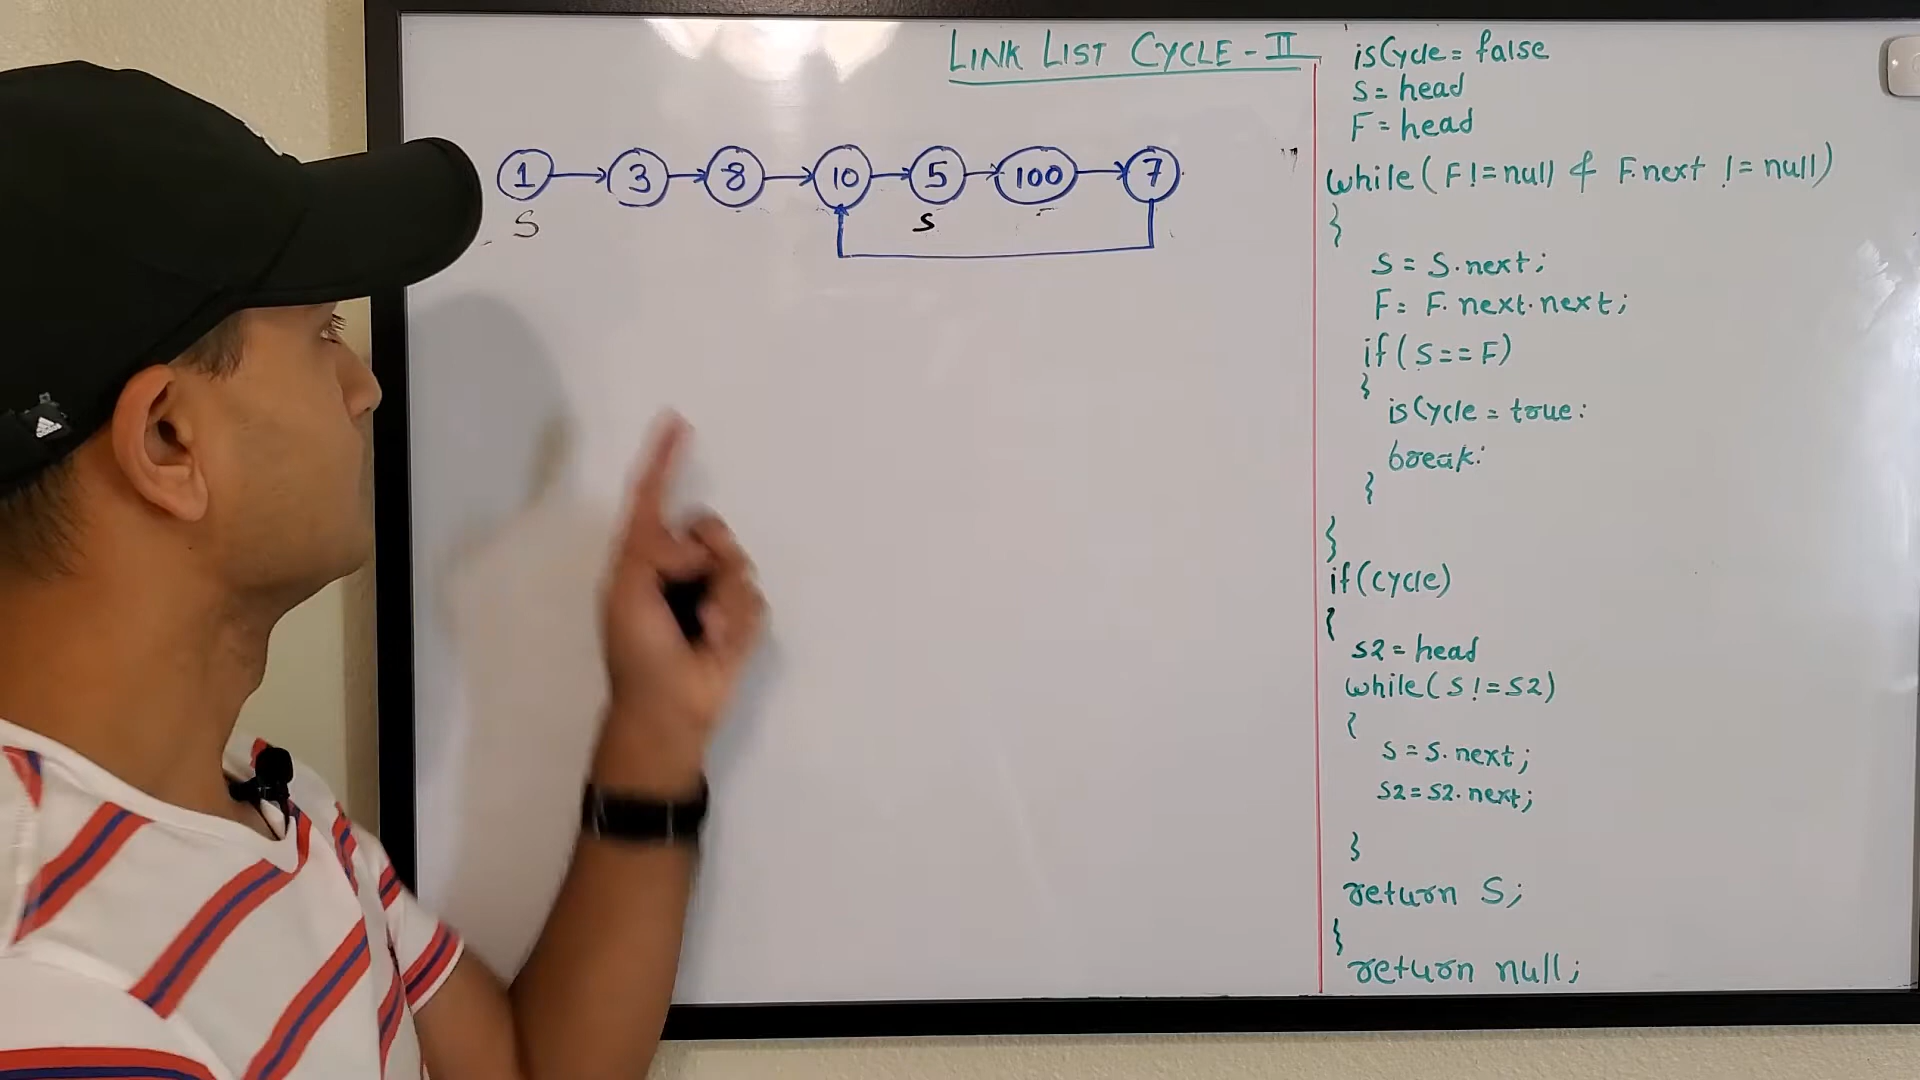 LINK LIST CYCLE - II
1 3 8 10 5 100 7
S S
isCycle = false
S = head
F = head
while( F != null & F.next != null)
}
S = S.next;
F = F.next.next;
if( S == F)
}
isCycle = true:
break:
}
}
if(cycle)
{
s2 = head
while( S != S2)
{
S = S.next;
S2 = S2.next;
}
return S;
}
return null;